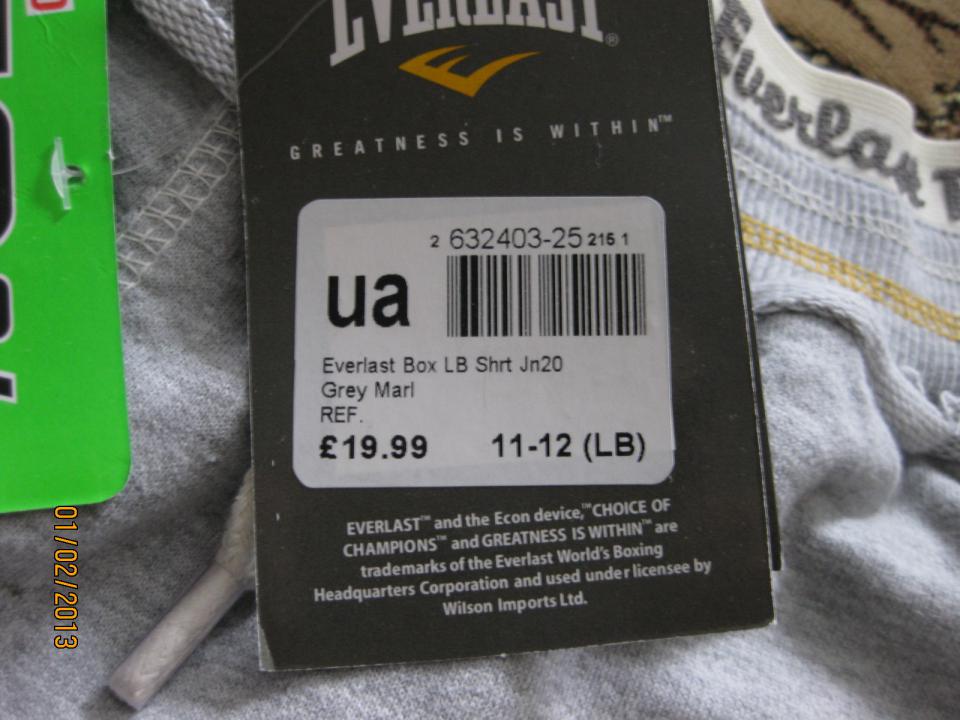 EVERLAST®
GREATNESS IS WITHIN™
2 632403-25 215 1
ua
Everlast Box LB Shrt Jn20
Grey Marl
REF.
£19.99 11-12 (LB)
EVERLAST™ and the Econ device,™ CHOICE OF
CHAMPIONS™ and GREATNESS IS WITHIN™ are
trademarks of the Everlast World's Boxing
Headquarters Corporation and used under licensee by
Wilson Imports Ltd.
Everlast
01/02/2013